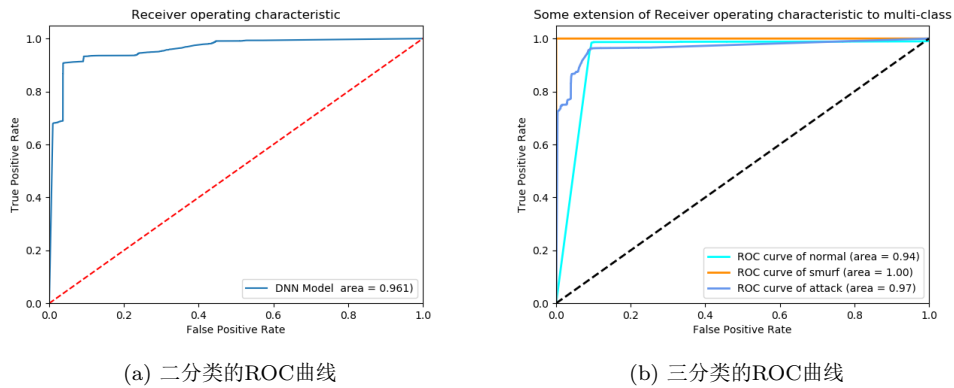 Receiver operating characteristic
1.0
0.8
0.6
0.4
0.2
0.0
True Positive Rate
0.0 0.2 0.4 0.6 0.8 1.0
False Positive Rate
DNN Model area = 0.961)
(a) 二分类的ROC曲线
Some extension of Receiver operating characteristic to multi-class
1.0
0.8
0.6
0.4
0.2
0.0
True Positive Rate
0.0 0.2 0.4 0.6 0.8 1.0
False Positive Rate
ROC curve of normal (area = 0.94)
ROC curve of smurf (area = 1.00)
ROC curve of attack (area = 0.97)
(b) 三分类的ROC曲线